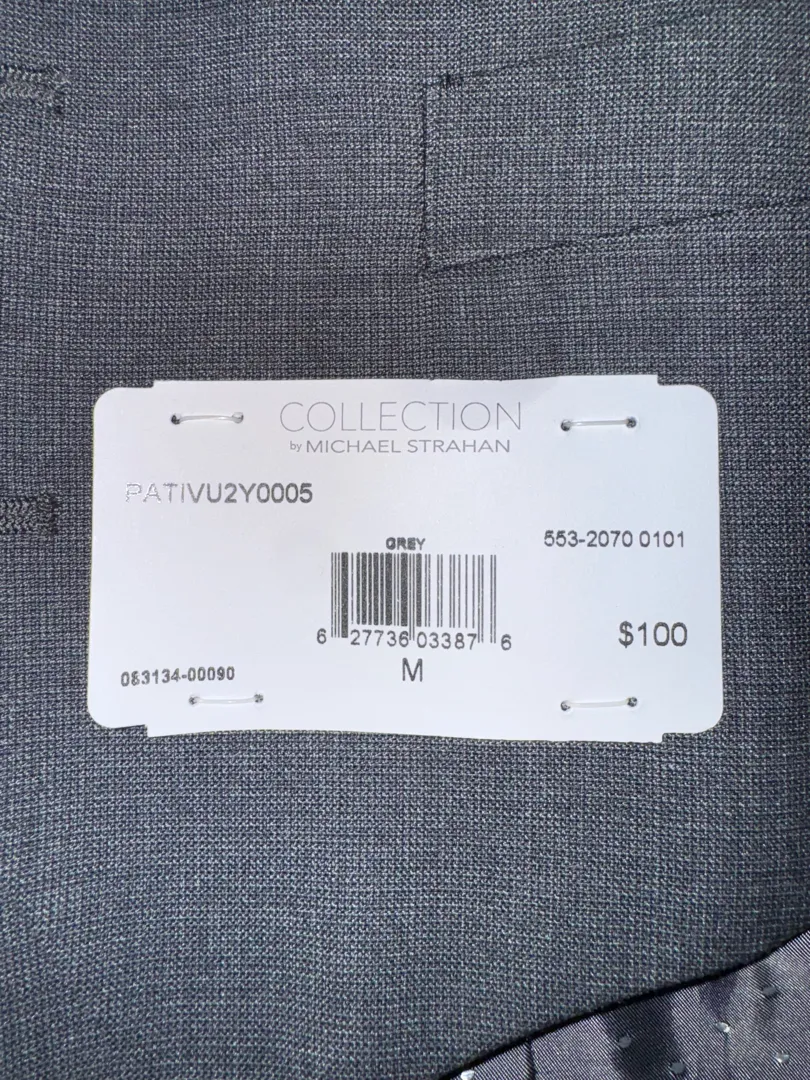 COLLECTION
by MICHAEL STRAHAN
PATIVU2Y0005
GREY
553-2070 0101
6 27736 03387 6
$100
M
083134-00090